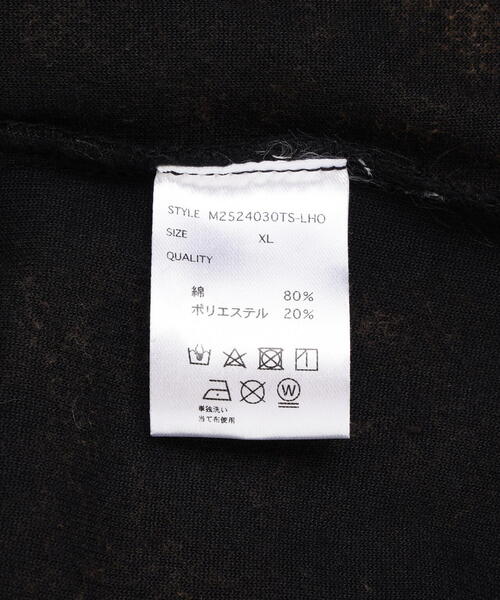 STYLE M2524030TS-LHO
SIZE XL
QUALITY
綿 80%
ポリエステル 20%
W
単独洗い
当て布使用